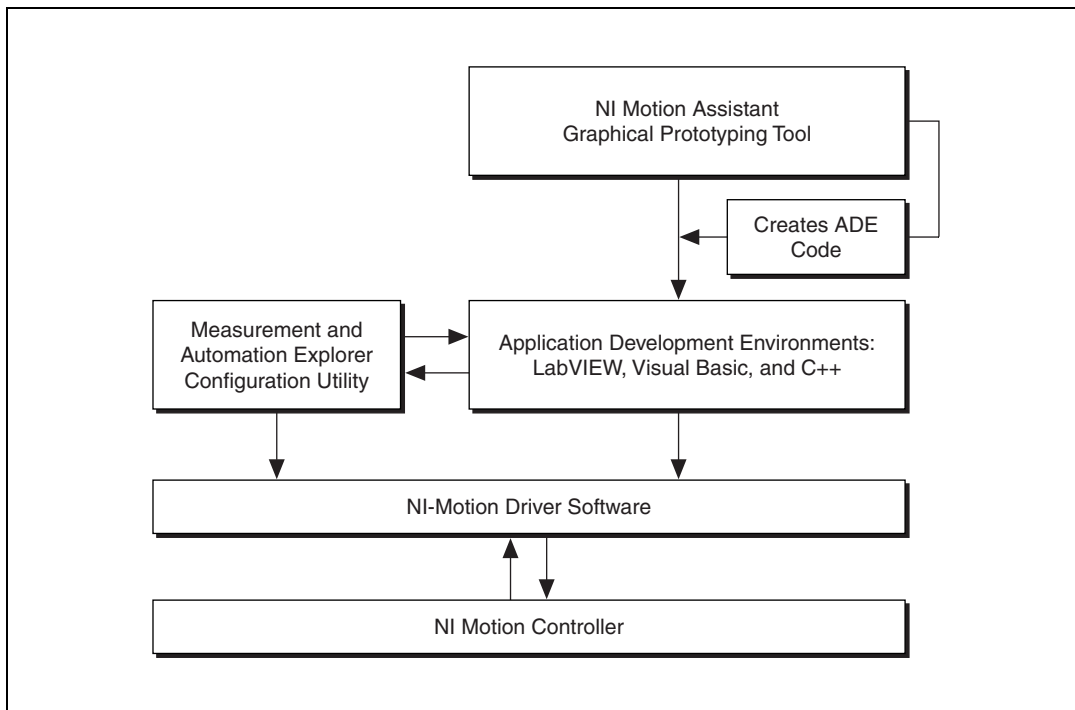 NI Motion Assistant
Graphical Prototyping Tool
Creates ADE
Code
Measurement and
Automation Explorer
Configuration Utility
Application Development Environments:
LabVIEW, Visual Basic, and C++
NI-Motion Driver Software
NI Motion Controller